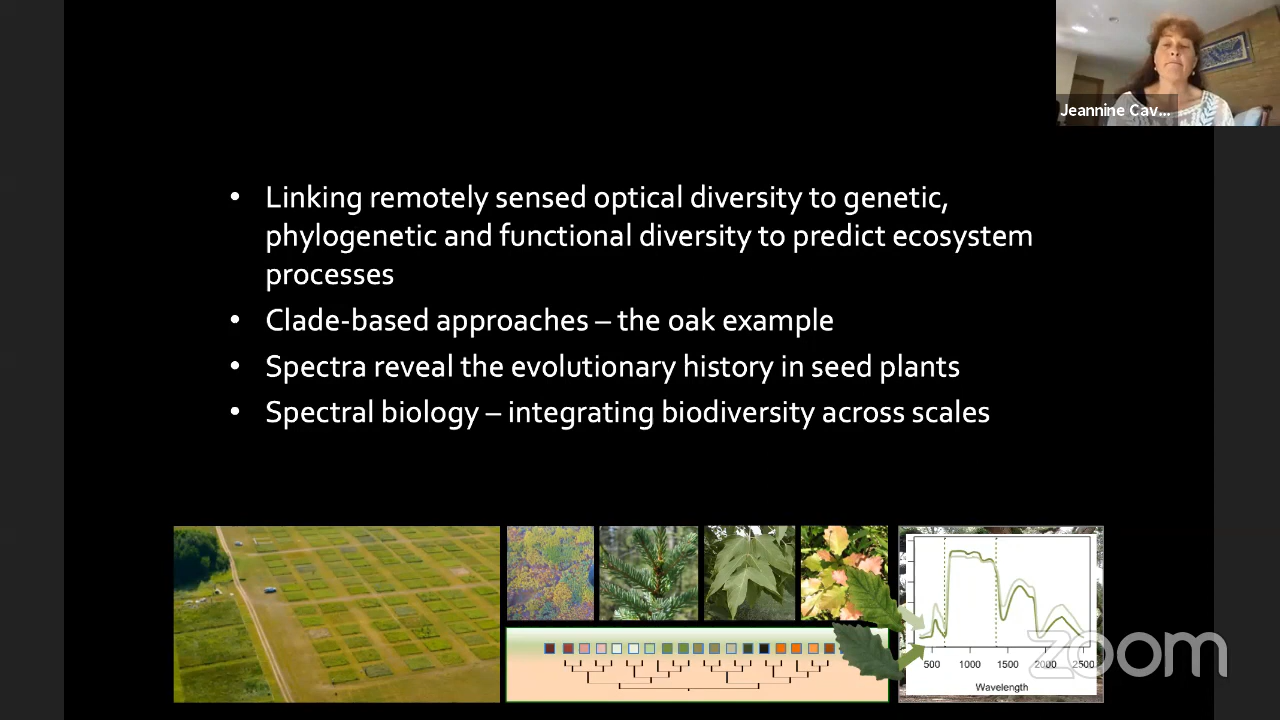 Jeannine Cav...
• Linking remotely sensed optical diversity to genetic,
phylogenetic and functional diversity to predict ecosystem
processes
• Clade-based approaches – the oak example
• Spectra reveal the evolutionary history in seed plants
• Spectral biology – integrating biodiversity across scales
500 1000 1500 2000 2500
Wavelength
zoom